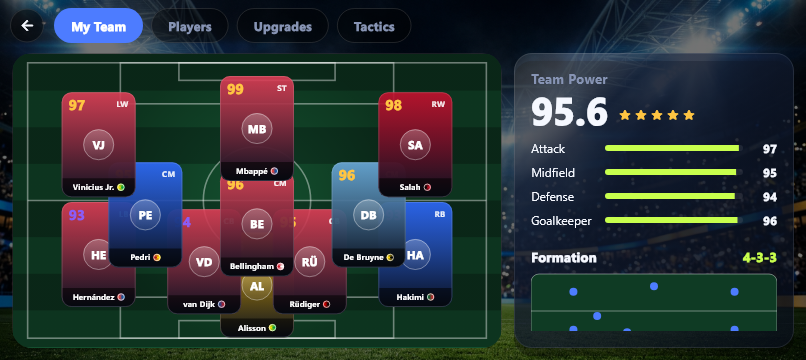 My Team
Players
Upgrades
Tactics
99 ST
MB
Mbappé
97 LW
VJ
Vinicius Jr.
98 RW
SA
Salah
CM
PE
Pedri
96 CM
BE
Bellingham
96
DB
De Bruyne
93
HE
Hernández
4
VD
van Dijk
5
RÜ
Rüdiger
RB
HA
Hakimi
AL
Alisson
Team Power
95.6 ★★★★★
Attack 97
Midfield 95
Defense 94
Goalkeeper 96
Formation 4-3-3